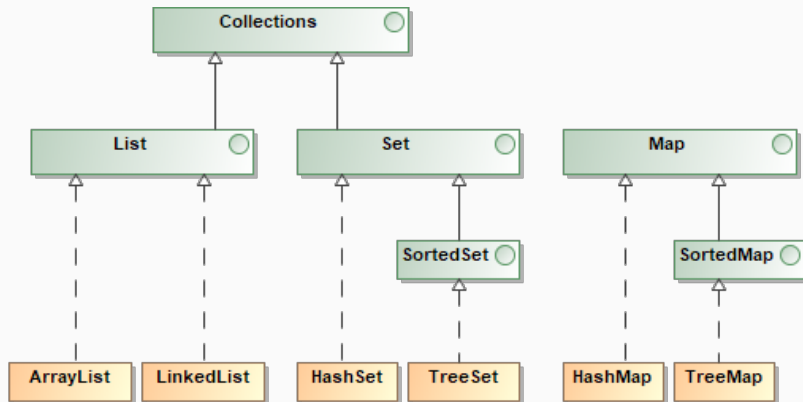 Collections
List
Set
Map
SortedSet
SortedMap
ArrayList
LinkedList
HashSet
TreeSet
HashMap
TreeMap